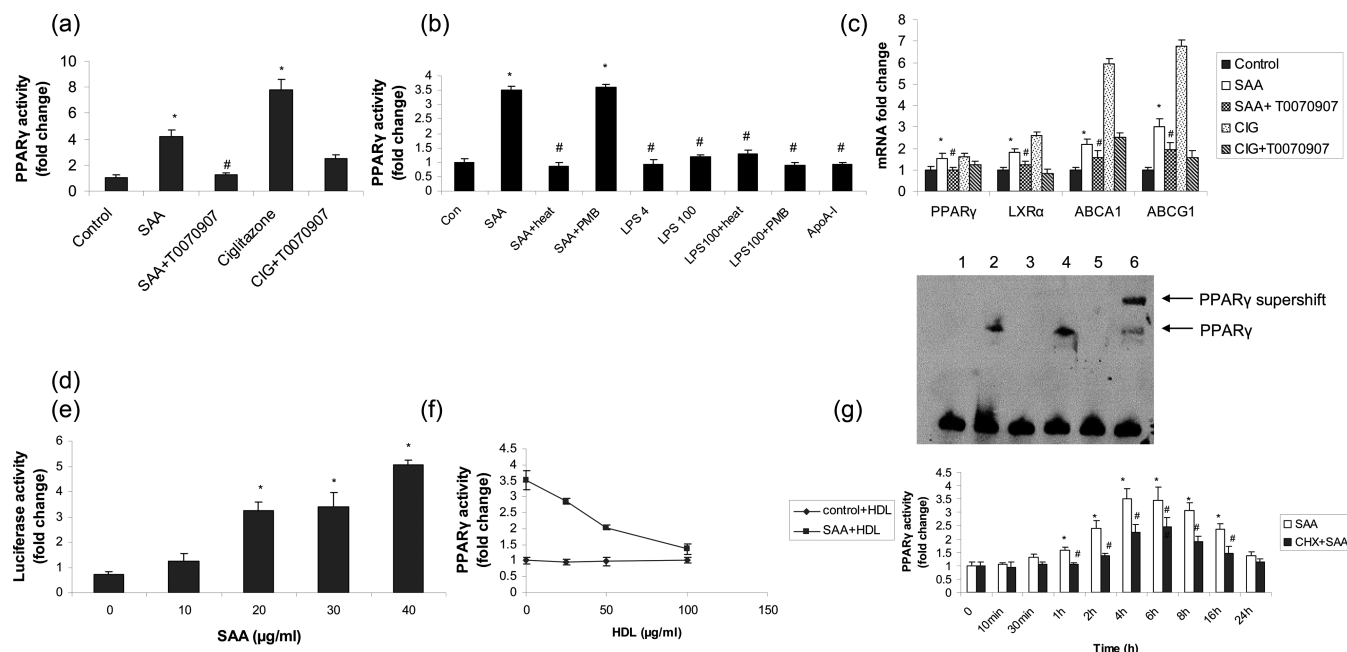 (a)
PPARγ activity
(fold change)
10
8
6
4
2
0
*
*
#
Control
SAA
SAA+T0070907
Ciglitazone
CIG+T0070907
(b)
PPARγ activity
(fold change)
4
3.5
3
2.5
2
1.5
1
0.5
0
*
*
#
#
#
#
#
#
Con
SAA
SAA+heat
SAA+PMB
LPS 4
LPS 100
LPS100+heat
LPS100+PMB
ApoA-I
(c)
mRNA fold change
8
7
6
5
4
3
2
1
0
*
#
*
#
*
#
*
#
PPARγ
LXRα
ABCA1
ABCG1
Control
SAA
SAA+ T0070907
CIG
CIG+T0070907
1 2 3 4 5 6
PPARγ supershift
PPARγ
(d)
(e)
Luciferase activity
(fold change)
6
5
4
3
2
1
0
*
*
*
0 10 20 30 40
SAA (µg/ml)
(f)
PPARγ activity
(fold change)
4.5
4
3.5
3
2.5
2
1.5
1
0.5
0
0 50 100 150
HDL (µg/ml)
control+HDL
SAA+HDL
(g)
PPARγ activity
(fold change)
4.5
4
3.5
3
2.5
2
1.5
1
0.5
0
*
#
*
#
*
#
*
#
*
#
*
#
0
10min
30min
1h
2h
4h
6h
8h
16h
24h
Time (h)
SAA
CHX+SAA